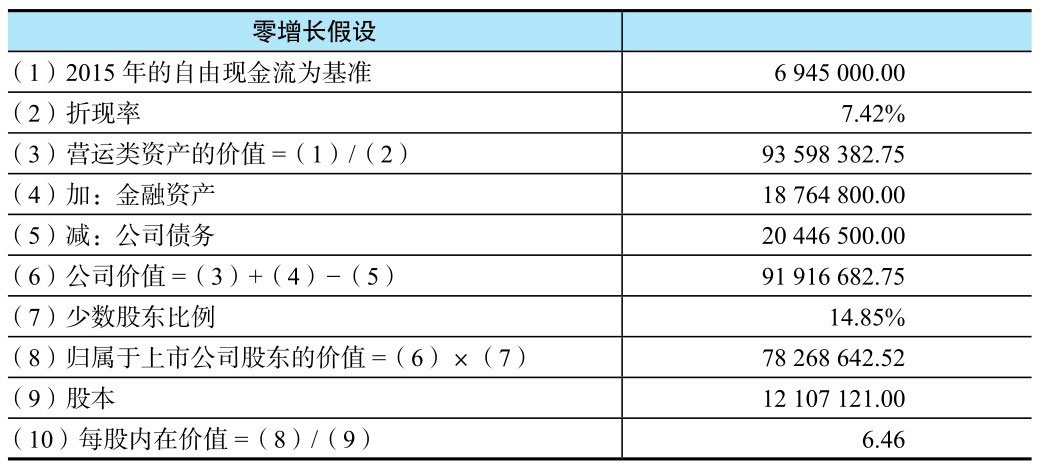 零增长假设
（1）2015 年的自由现金流为基准 6 945 000.00
（2）折现率 7.42%
（3）营运类资产的价值 =（1）/（2） 93 598 382.75
（4）加：金融资产 18 764 800.00
（5）减：公司债务 20 446 500.00
（6）公司价值 =（3）+（4）−（5） 91 916 682.75
（7）少数股东比例 14.85%
（8）归属于上市公司股东的价值 =（6）×（7） 78 268 642.52
（9）股本 12 107 121.00
（10）每股内在价值 =（8）/（9） 6.46